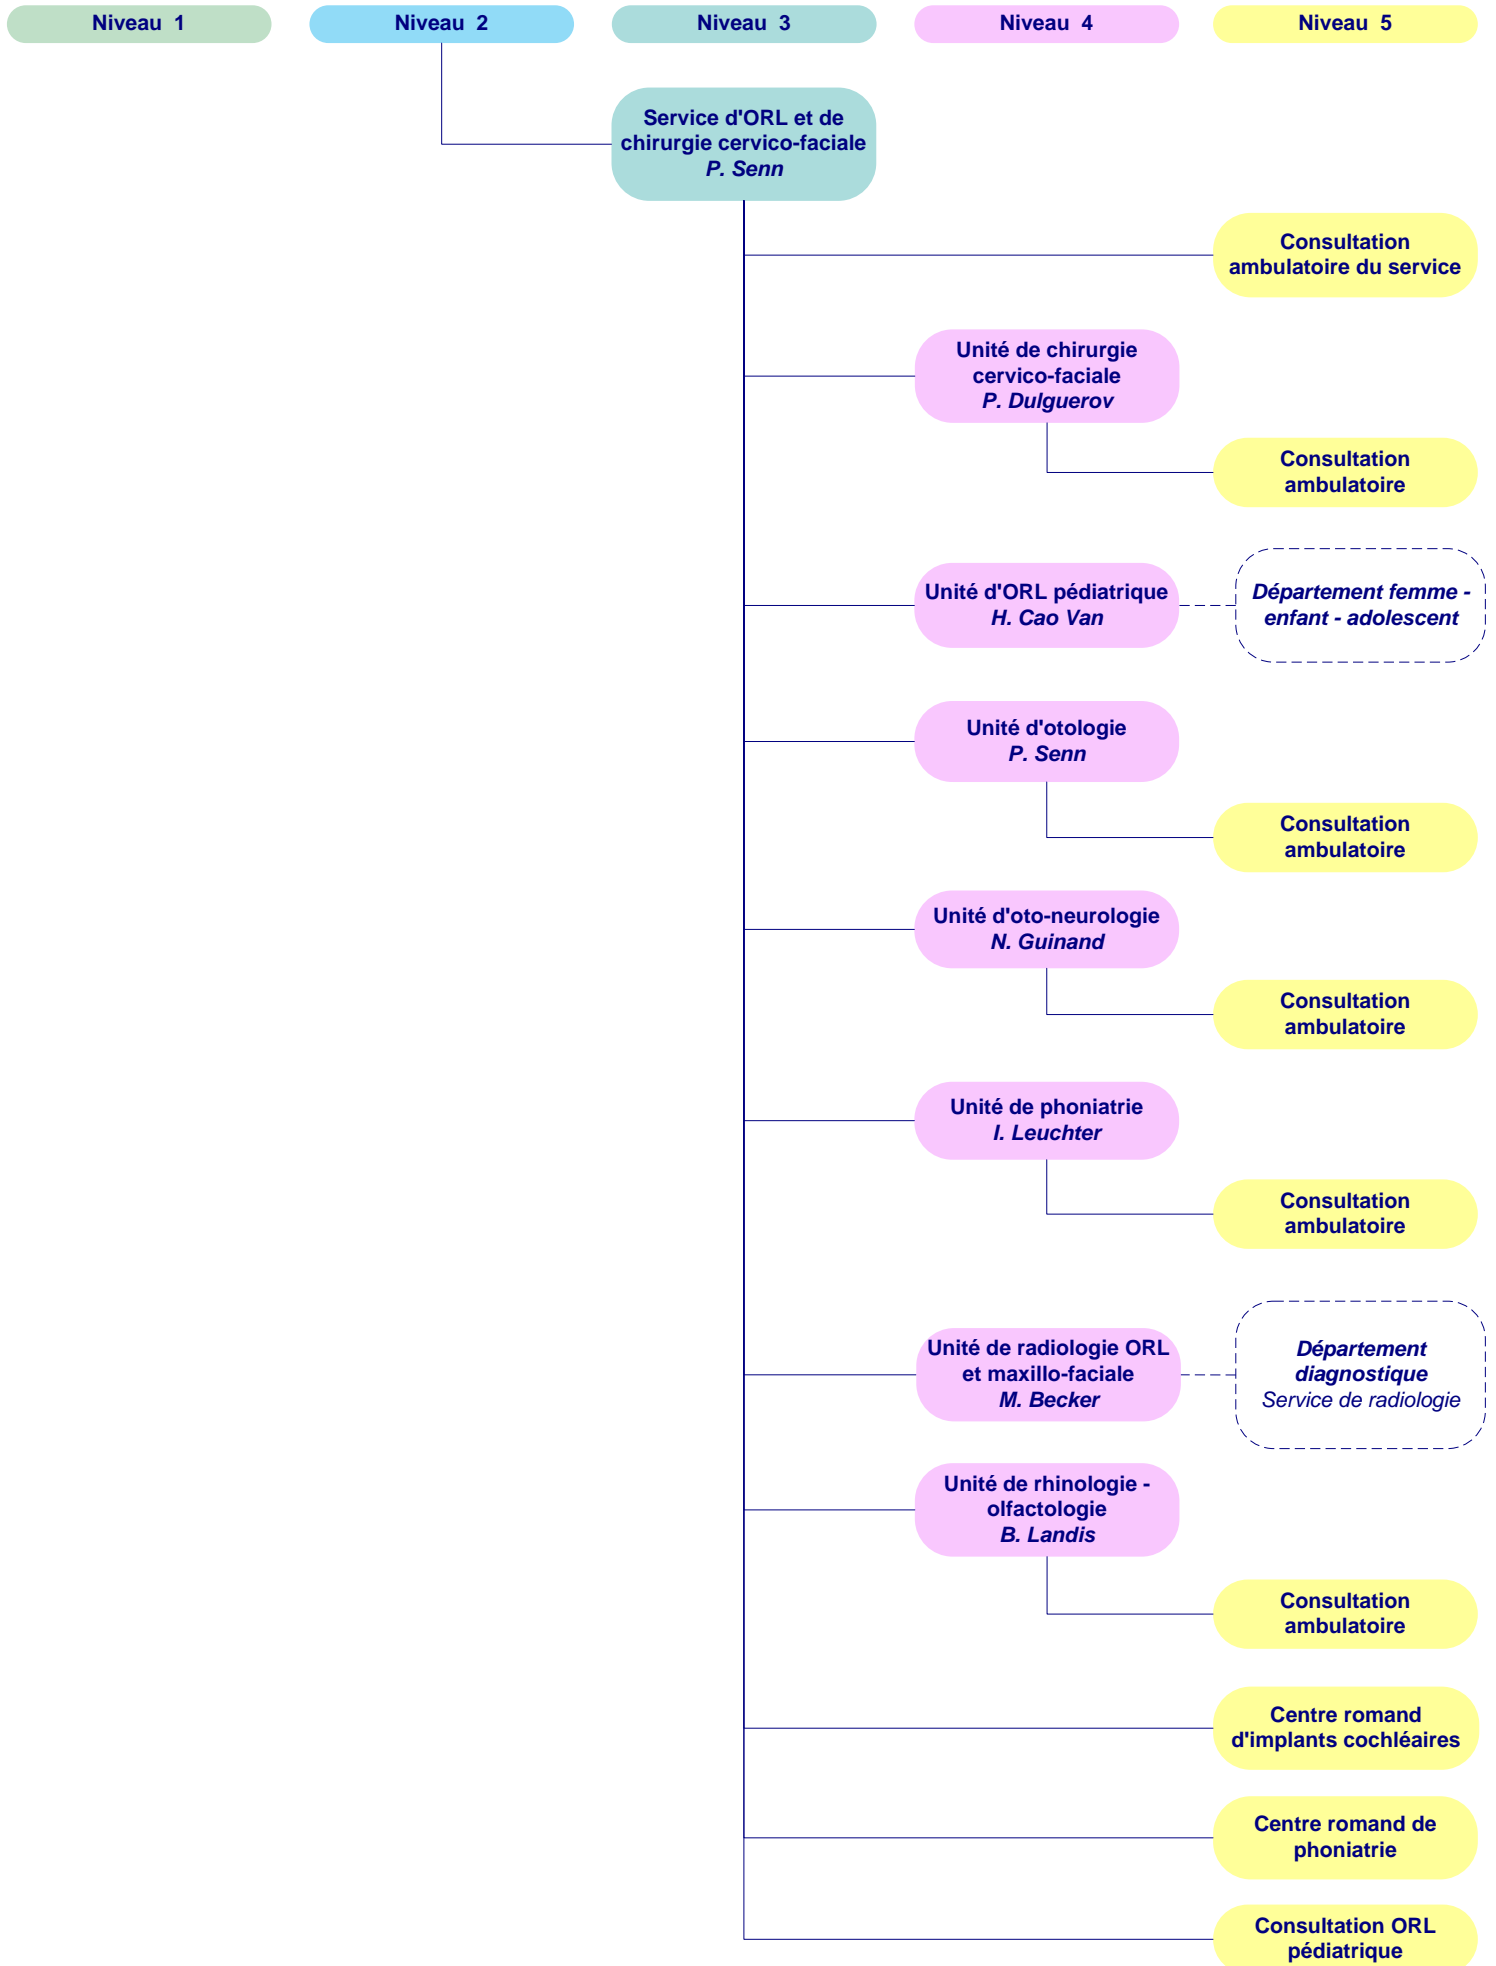 Niveau 1
Niveau 2
Niveau 3
Niveau 4
Niveau 5
Service d'ORL et de
chirurgie cervico-faciale
P. Senn
Consultation
ambulatoire du service
Unité de chirurgie
cervico-faciale
P. Dulguerov
Consultation
ambulatoire
Unité d'ORL pédiatrique
H. Cao Van
Département femme -
enfant - adolescent
Unité d'otologie
P. Senn
Consultation
ambulatoire
Unité d'oto-neurologie
N. Guinand
Consultation
ambulatoire
Unité de phoniatrie
I. Leuchter
Consultation
ambulatoire
Unité de radiologie ORL
et maxillo-faciale
M. Becker
Département
diagnostique
Service de radiologie
Unité de rhinologie -
olfactologie
B. Landis
Consultation
ambulatoire
Centre romand
d'implants cochléaires
Centre romand de
phoniatrie
Consultation ORL
pédiatrique